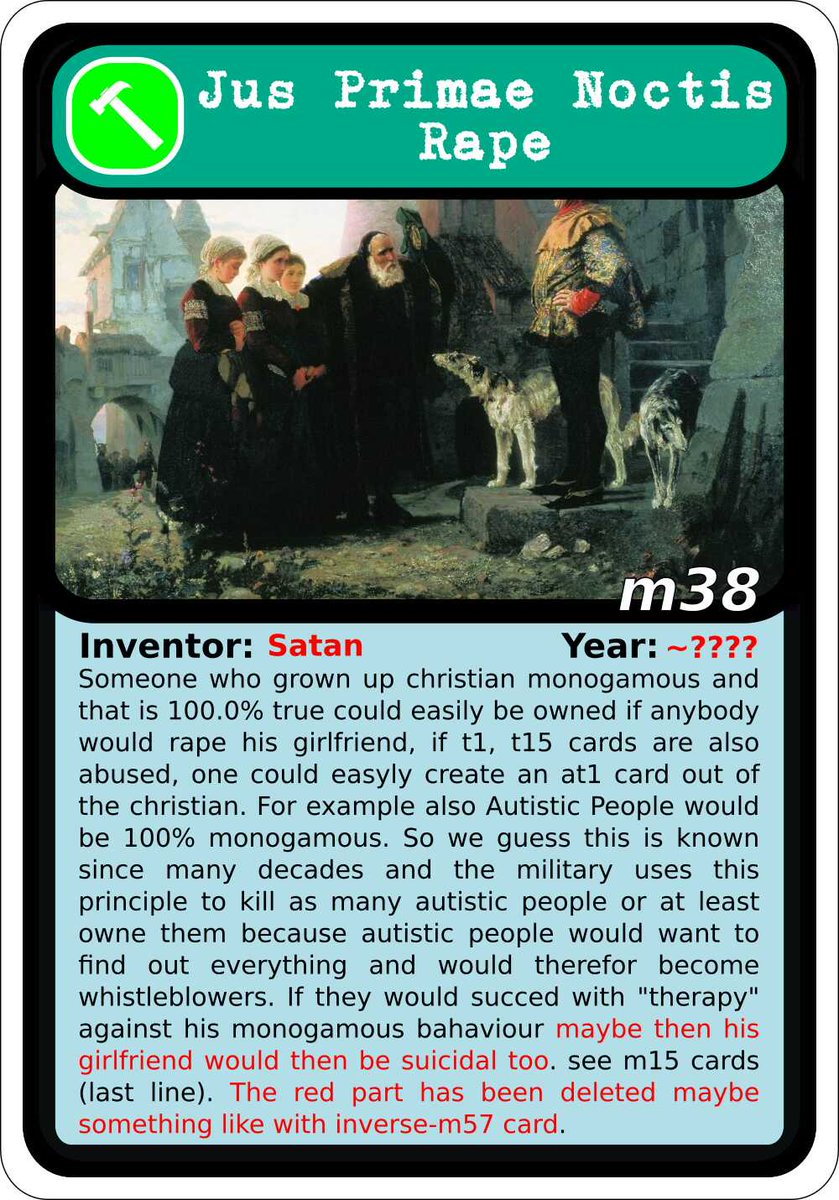 Jus Primae Noctis
Rape
m38
Inventor: Satan Year: ~????
Someone who grown up christian monogamous and
that is 100.0% true could easily be owned if anybody
would rape his girlfriend, if t1, t15 cards are also
abused, one could easyly create an at1 card out of
the christian. For example also Autistic People would
be 100% monogamous. So we guess this is known
since many decades and the military uses this
principle to kill as many autistic people or at least
owne them because autistic people would want to
find out everything and would therefor become
whistleblowers. If they would succed with "therapy"
against his monogamous bahaviour maybe then his
girlfriend would then be suicidal too. see m15 cards
(last line). The red part has been deleted maybe
something like with inverse-m57 card.